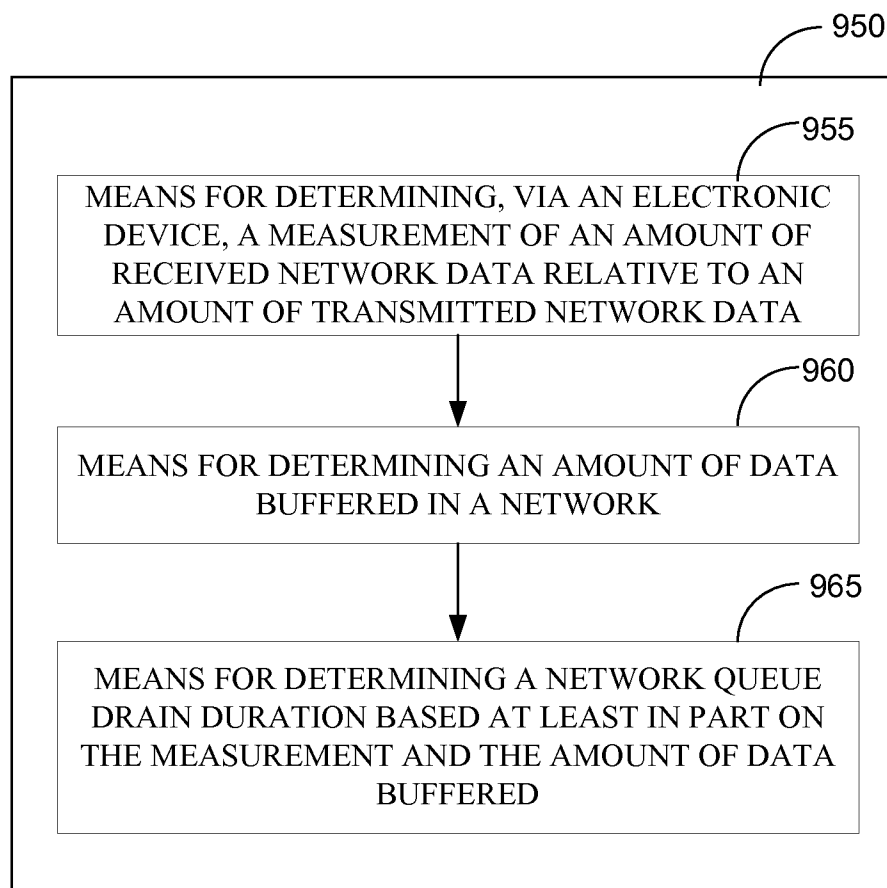 950
955
MEANS FOR DETERMINING, VIA AN ELECTRONIC
DEVICE, A MEASUREMENT OF AN AMOUNT OF
RECEIVED NETWORK DATA RELATIVE TO AN
AMOUNT OF TRANSMITTED NETWORK DATA
960
MEANS FOR DETERMINING AN AMOUNT OF DATA
BUFFERED IN A NETWORK
965
MEANS FOR DETERMINING A NETWORK QUEUE
DRAIN DURATION BASED AT LEAST IN PART ON
THE MEASUREMENT AND THE AMOUNT OF DATA
BUFFERED